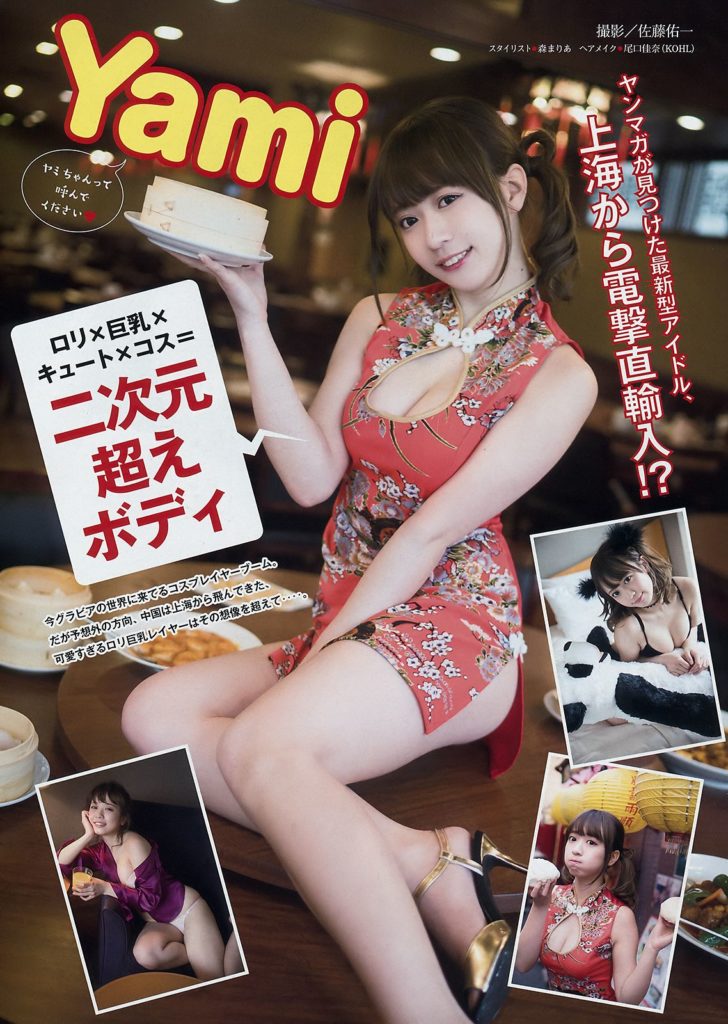 撮影／佐藤佑一
スタイリスト●森まりあ ヘアメイク●尾口佳奈(KOHL)
Yami
ヤミちゃんって
呼んで
ください♥
ヤンマガが見つけた最新型アイドル、
上海から電撃直輸入!?
ロリ×巨乳×
キュート×コス＝
二次元
超え
ボディ
今グラビアの世界に来てるコスプレイヤーブーム。
だが予想外の方向、中国は上海から飛んできた、
可愛すぎるロリ巨乳レイヤーはその想像を超えて‥‥。